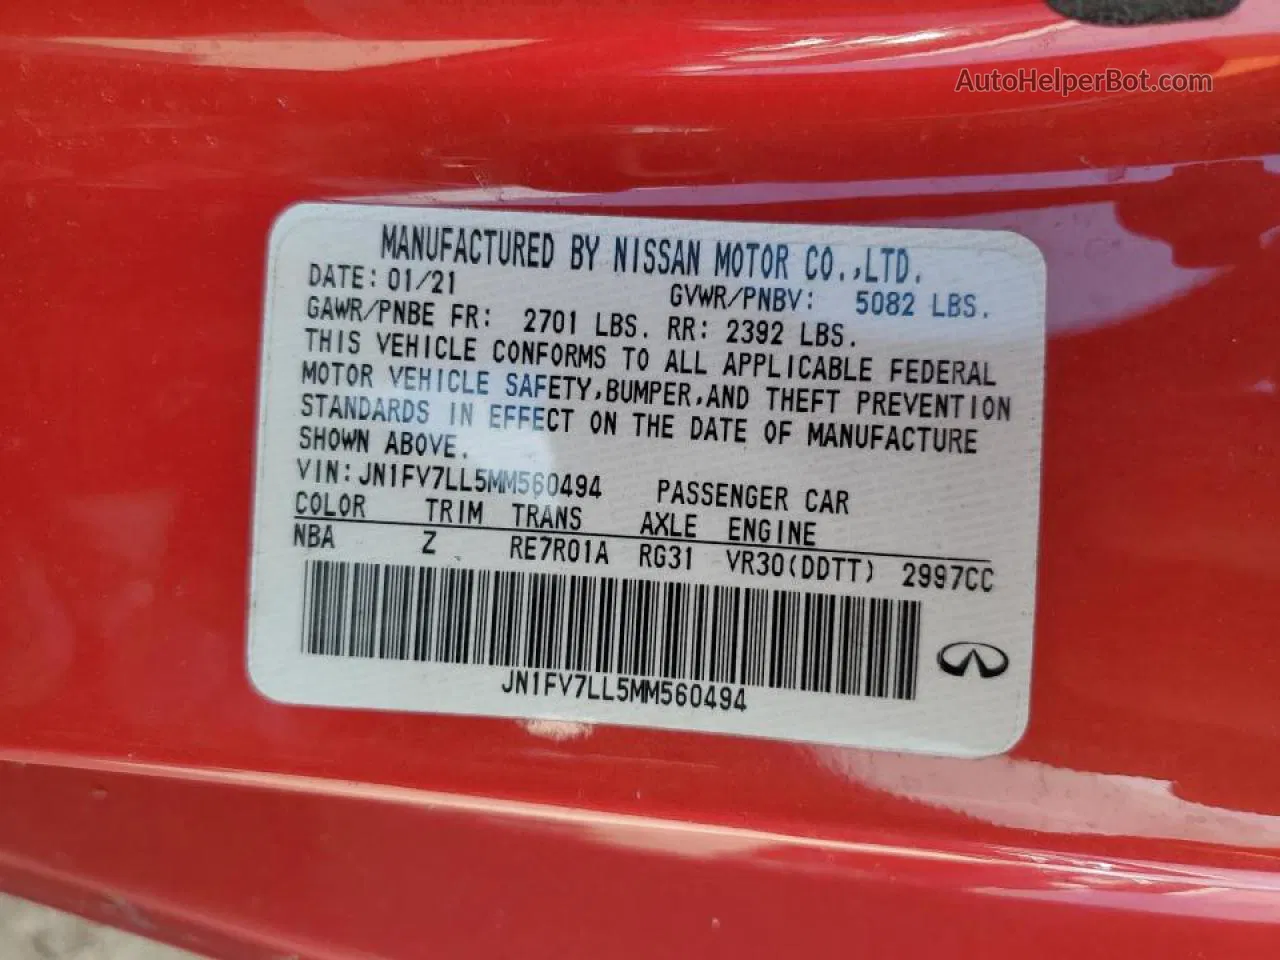 AutoHelperBot.com
MANUFACTURED BY NISSAN MOTOR CO.,LTD.
DATE: 01/21 GVWR/PNBV: 5082 LBS.
GAWR/PNBE FR: 2701 LBS. RR: 2392 LBS.
THIS VEHICLE CONFORMS TO ALL APPLICABLE FEDERAL
MOTOR VEHICLE SAFETY,BUMPER,AND THEFT PREVENTION
STANDARDS IN EFFECT ON THE DATE OF MANUFACTURE
SHOWN ABOVE.
VIN:JN1FV7LL5MM560494 PASSENGER CAR
COLOR TRIM TRANS AXLE ENGINE
NBA Z RE7R01A RG31 VR30(DDTT) 2997CC
JN1FV7LL5MM560494